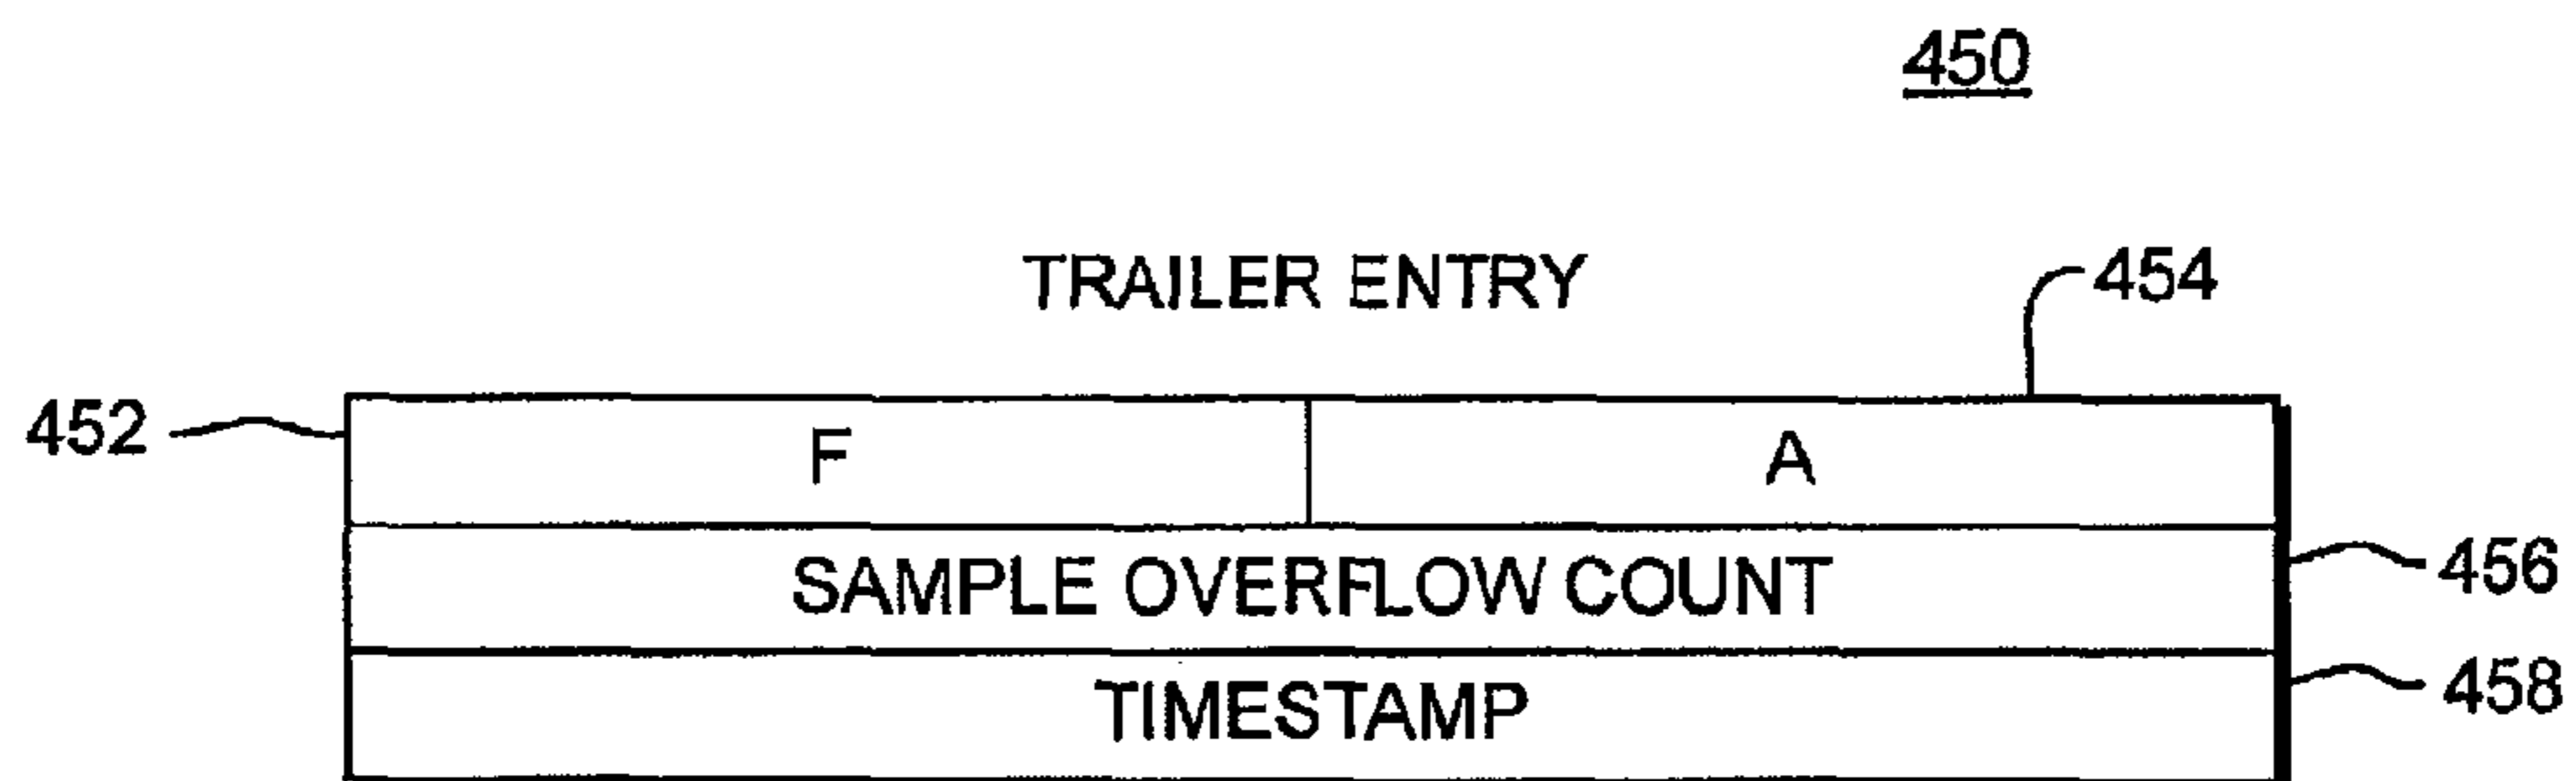 450
TRAILER ENTRY
454
452
F
A
SAMPLE OVERFLOW COUNT
456
TIMESTAMP
458